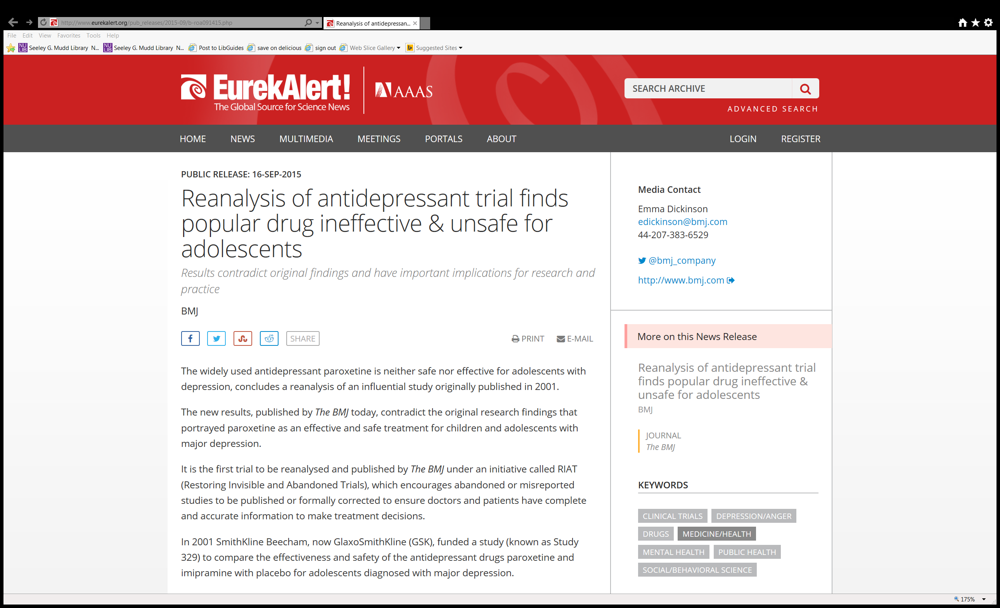 http://www.eurekalert.org/pub_releases/2015-09/b-roa091415.php
Reanalysis of antidepressan...
File Edit View Favorites Tools Help
NU LIB Seeley G. Mudd Library N... NU LIB Seeley G. Mudd Library N... Post to LibGuides save on delicious sign out Web Slice Gallery Suggested Sites
EurekAlert!
The Global Source for Science News
AAAS
SEARCH ARCHIVE
ADVANCED SEARCH
HOME NEWS MULTIMEDIA MEETINGS PORTALS ABOUT LOGIN REGISTER
PUBLIC RELEASE: 16-SEP-2015
Reanalysis of antidepressant trial finds
popular drug ineffective & unsafe for
adolescents
Results contradict original findings and have important implications for research and
practice
BMJ
SHARE
PRINT E-MAIL
The widely used antidepressant paroxetine is neither safe nor effective for adolescents with
depression, concludes a reanalysis of an influential study originally published in 2001.
The new results, published by The BMJ today, contradict the original research findings that
portrayed paroxetine as an effective and safe treatment for children and adolescents with
major depression.
It is the first trial to be reanalysed and published by The BMJ under an initiative called RIAT
(Restoring Invisible and Abandoned Trials), which encourages abandoned or misreported
studies to be published or formally corrected to ensure doctors and patients have complete
and accurate information to make treatment decisions.
In 2001 SmithKline Beecham, now GlaxoSmithKline (GSK), funded a study (known as Study
329) to compare the effectiveness and safety of the antidepressant drugs paroxetine and
imipramine with placebo for adolescents diagnosed with major depression.
Media Contact
Emma Dickinson
edickinson@bmj.com
44-207-383-6529
@bmj_company
http://www.bmj.com
More on this News Release
Reanalysis of antidepressant trial
finds popular drug ineffective &
unsafe for adolescents
BMJ
JOURNAL
The BMJ
KEYWORDS
CLINICAL TRIALS DEPRESSION/ANGER
DRUGS MEDICINE/HEALTH
MENTAL HEALTH PUBLIC HEALTH
SOCIAL/BEHAVIORAL SCIENCE
175%